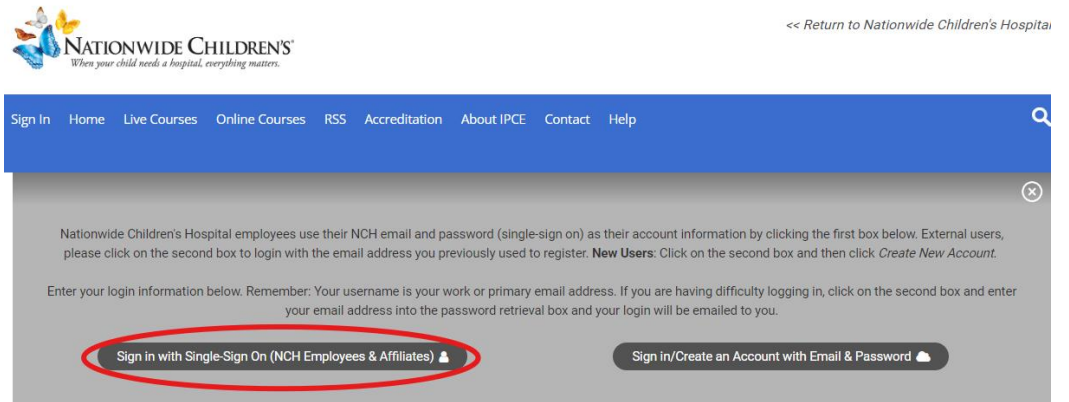 << Return to Nationwide Children's Hospital
NATIONWIDE CHILDREN'S®
When your child needs a hospital, everything matters.
Sign In Home Live Courses Online Courses RSS Accreditation About IPCE Contact Help
Nationwide Children's Hospital employees use their NCH email and password (single-sign on) as their account information by clicking the first box below. External users,
please click on the second box to login with the email address you previously used to register. New Users: Click on the second box and then click Create New Account.
Enter your login information below. Remember: Your username is your work or primary email address. If you are having difficulty logging in, click on the second box and enter
your email address into the password retrieval box and your login will be emailed to you.
Sign in with Single-Sign On (NCH Employees & Affiliates)
Sign in/Create an Account with Email & Password